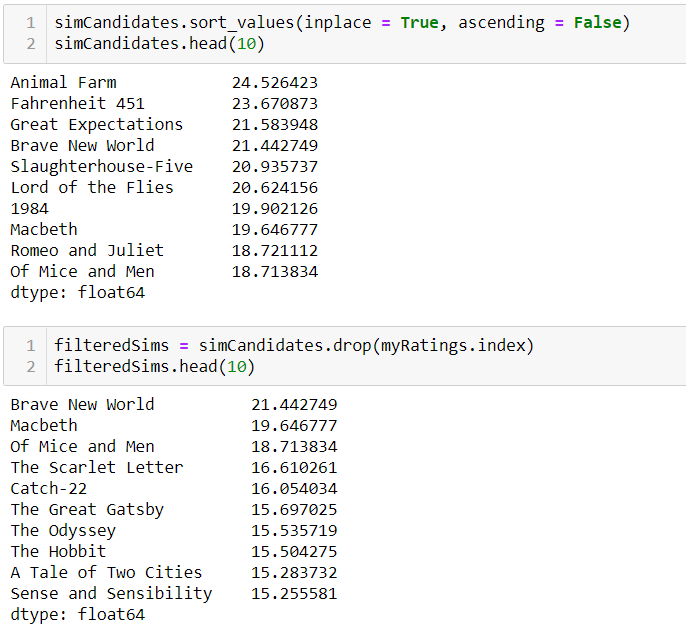 1 simCandidates.sort_values(inplace = True, ascending = False)
2 simCandidates.head(10)
Animal Farm 24.526423
Fahrenheit 451 23.670873
Great Expectations 21.583948
Brave New World 21.442749
Slaughterhouse-Five 20.935737
Lord of the Flies 20.624156
1984 19.902126
Macbeth 19.646777
Romeo and Juliet 18.721112
Of Mice and Men 18.713834
dtype: float64
1 filteredSims = simCandidates.drop(myRatings.index)
2 filteredSims.head(10)
Brave New World 21.442749
Macbeth 19.646777
Of Mice and Men 18.713834
The Scarlet Letter 16.610261
Catch-22 16.054034
The Great Gatsby 15.697025
The Odyssey 15.535719
The Hobbit 15.504275
A Tale of Two Cities 15.283732
Sense and Sensibility 15.255581
dtype: float64